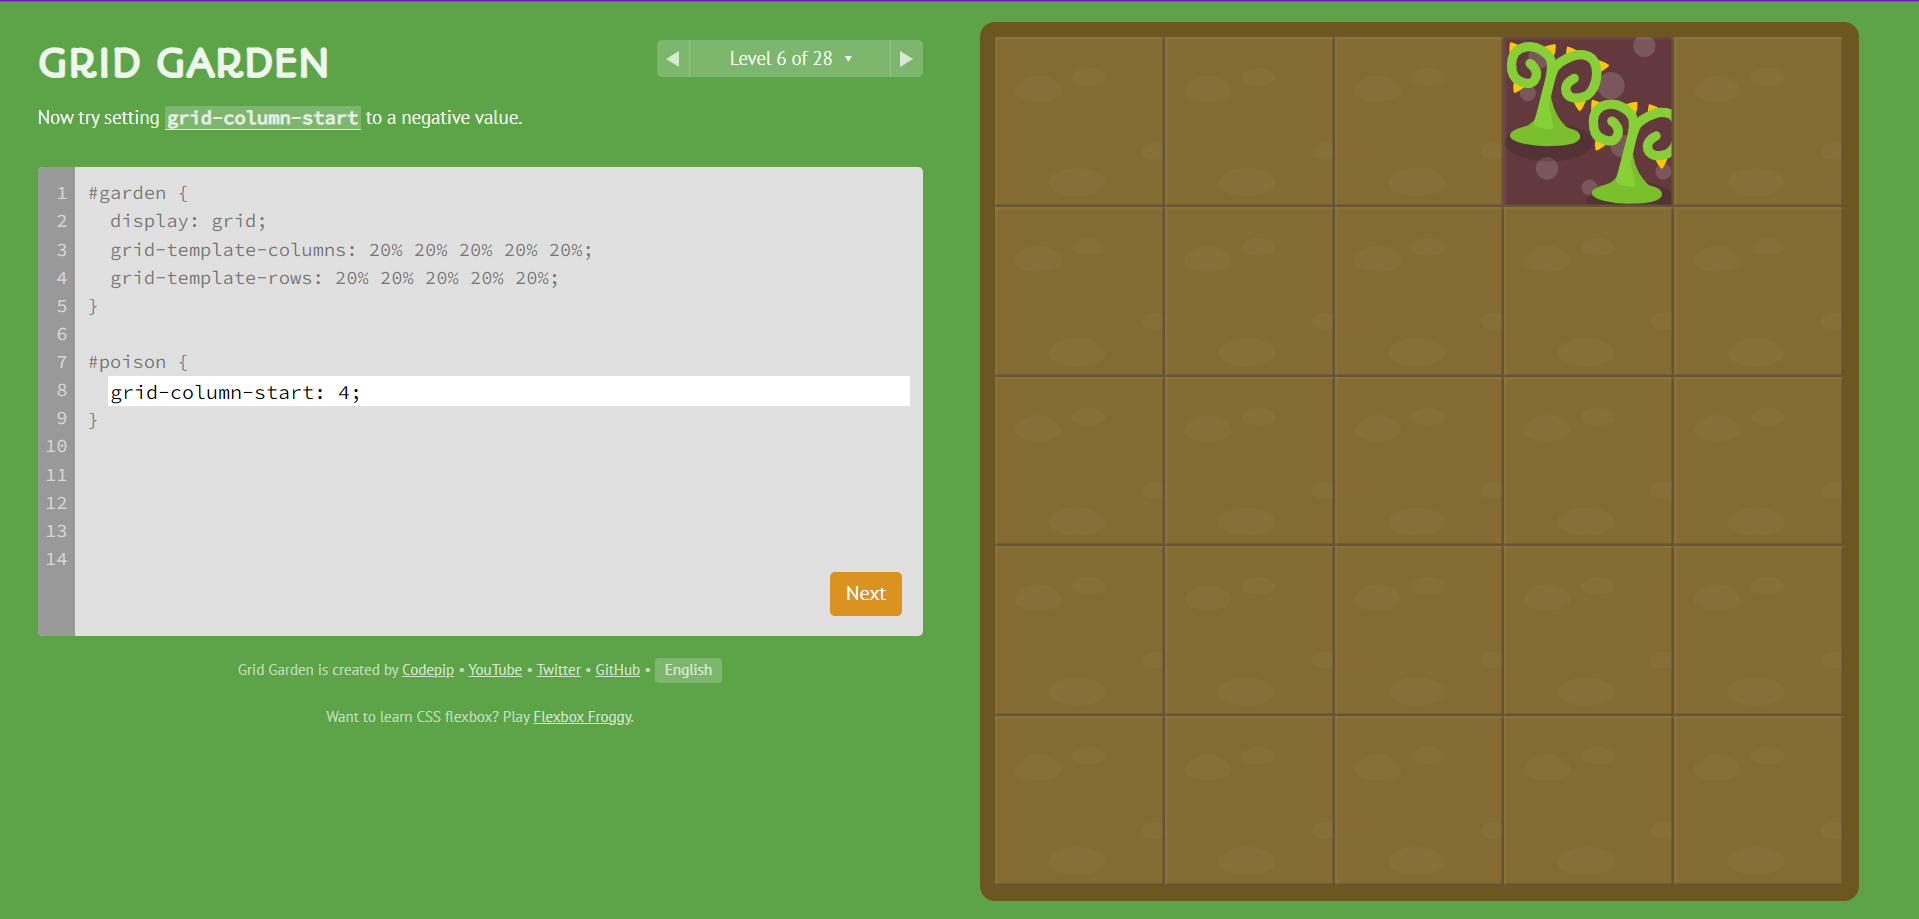 GRID GARDEN
Level 6 of 28
Now try setting grid-column-start to a negative value.
1 #garden {
2 display: grid;
3 grid-template-columns: 20% 20% 20% 20% 20%;
4 grid-template-rows: 20% 20% 20% 20% 20%;
5 }
6
7 #poison {
8 grid-column-start: 4;
9 }
10
11
12
13
14
Next
Grid Garden is created by Codepip • YouTube • Twitter • GitHub • English
Want to learn CSS flexbox? Play Flexbox Froggy.